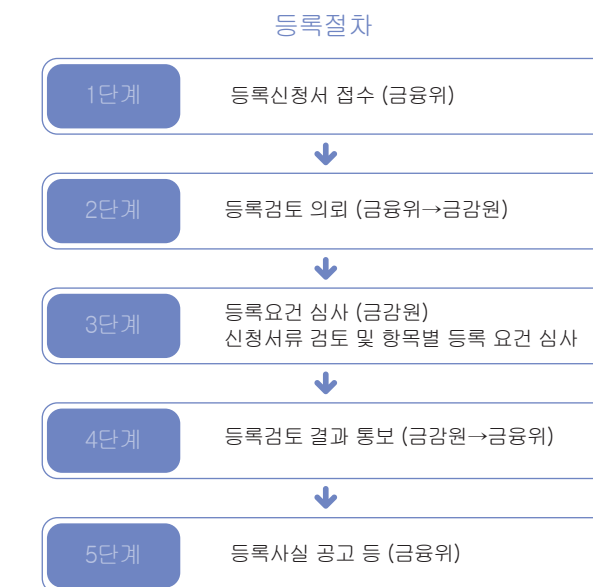 등록절차
1단계
등록신청서 접수 (금융위)
2단계
등록검토 의뢰 (금융위→금감원)
3단계
등록요건 심사 (금감원)
신청서류 검토 및 항목별 등록 요건 심사
4단계
등록검토 결과 통보 (금감원→금융위)
5단계
등록사실 공고 등 (금융위)